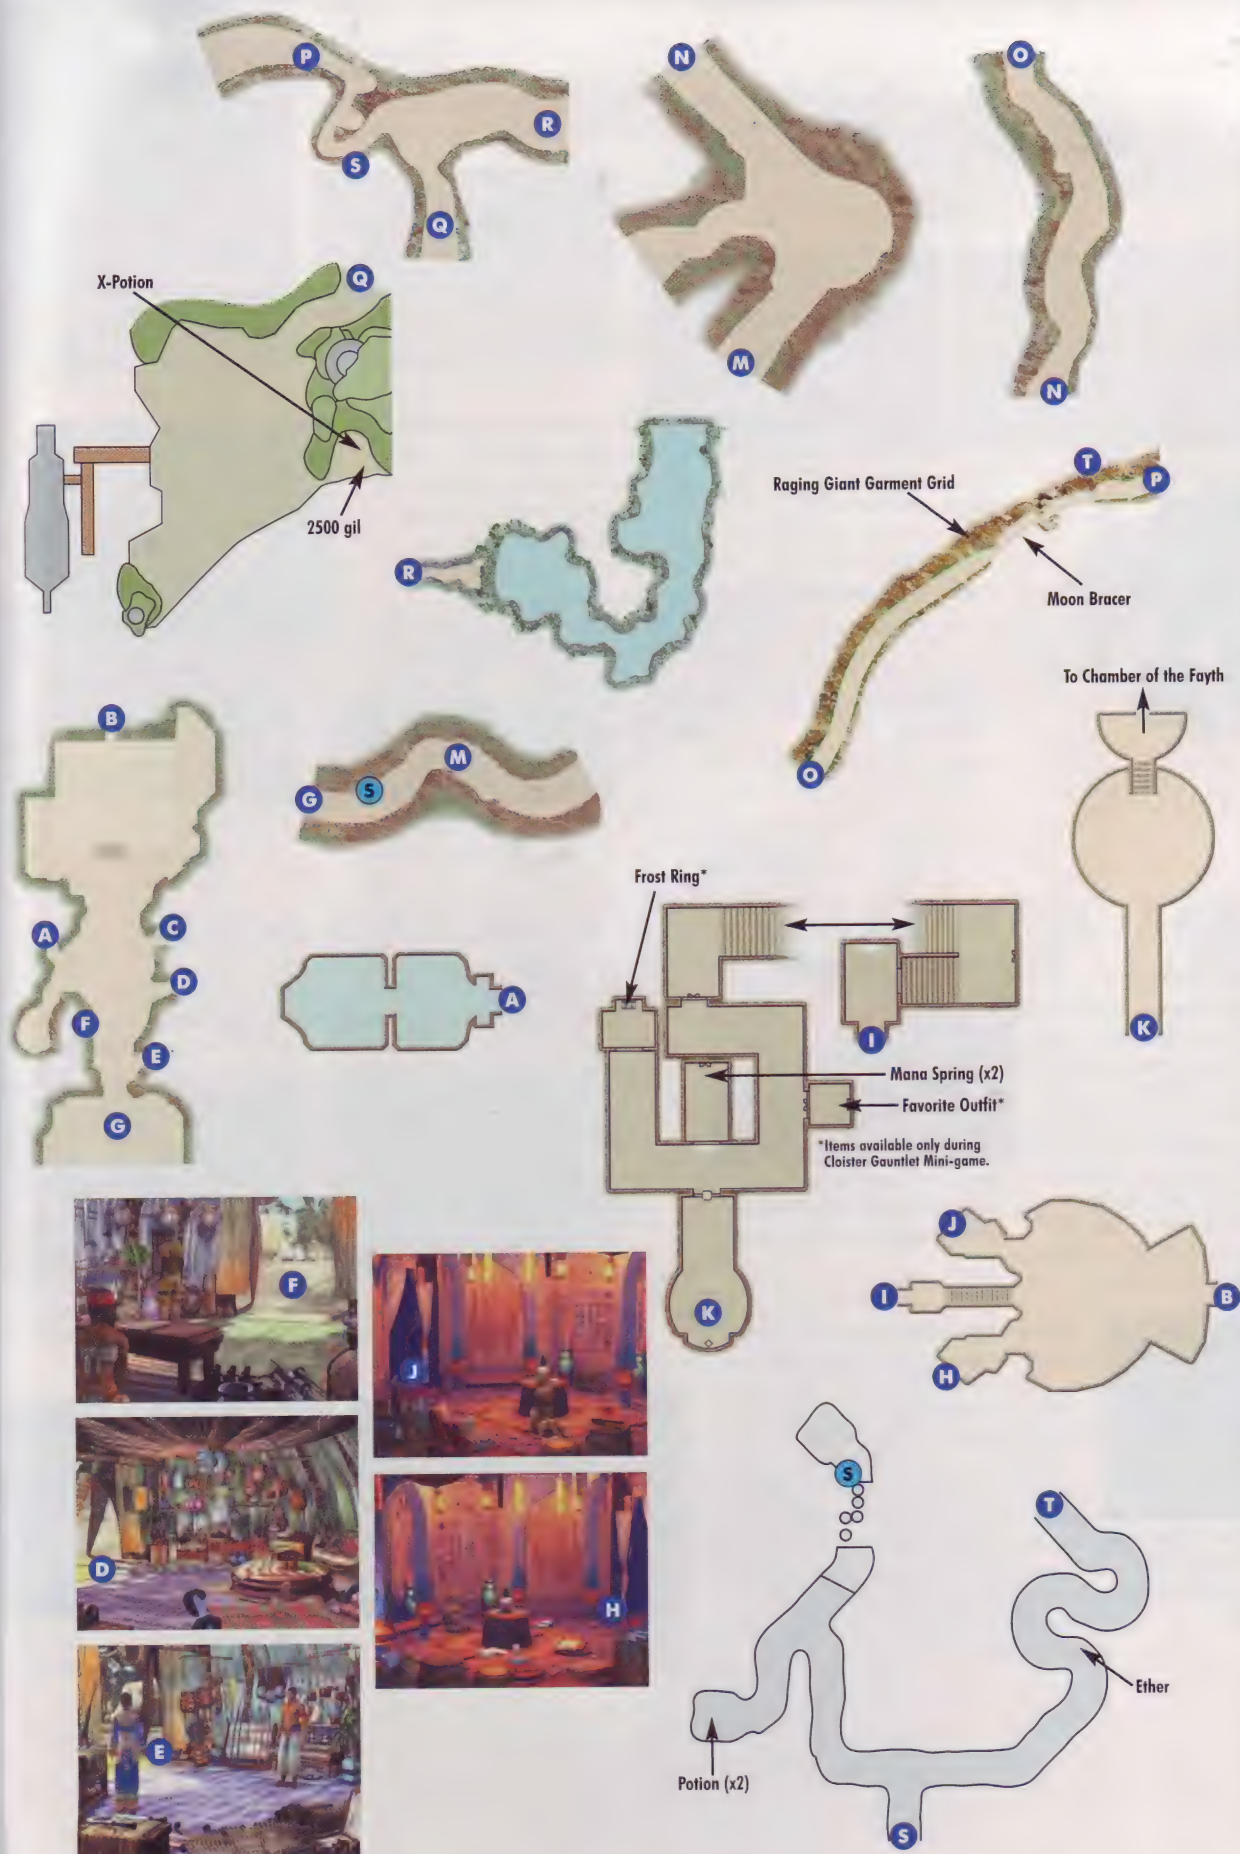 P
R
S
Q
N
M
O
N
X-Potion
Q
2500 gil
R
T
P
Raging Giant Garment Grid
Moon Bracer
O
To Chamber of the Fayth
K
B
A
C
D
F
E
G
M
S
G
A
Frost Ring*
I
Mana Spring (x2)
Favorite Outfit*
*Items available only during
Cloister Gauntlet Mini-game.
K
J
I
B
H
F
J
D
H
E
S
T
Ether
Potion (x2)
S